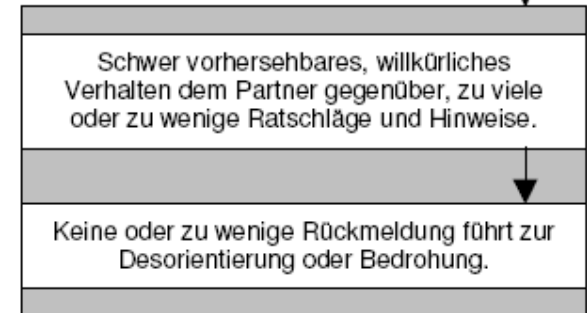 Schwer vorhersehbares, willkürliches
Verhalten dem Partner gegenüber, zu viele
oder zu wenige Ratschläge und Hinweise.
Keine oder zu wenige Rückmeldung führt zur
Desorientierung oder Bedrohung.